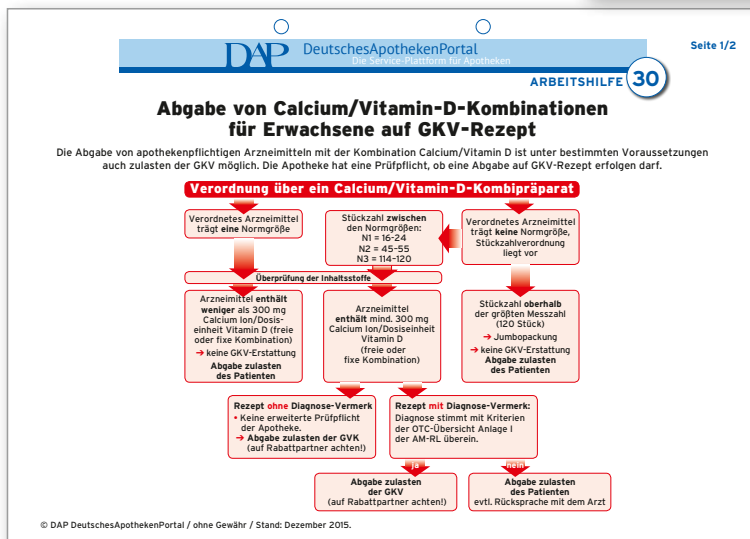 DAP DeutschesApothekenPortal
Die Service-Plattform für Apotheken
Seite 1/2
ARBEITSHILFE 30
Abgabe von Calcium/Vitamin-D-Kombinationen
für Erwachsene auf GKV-Rezept
Die Abgabe von apothekenpflichtigen Arzneimitteln mit der Kombination Calcium/Vitamin D ist unter bestimmten Voraussetzungen
auch zulasten der GKV möglich. Die Apotheke hat eine Prüfpflicht, ob eine Abgabe auf GKV-Rezept erfolgen darf.
Verordnung über ein Calcium/Vitamin-D-Kombipräparat
Verordnetes Arzneimittel
trägt eine Normgröße
Stückzahl zwischen
den Normgrößen:
N1 = 16-24
N2 = 45-55
N3 = 114-120
Verordnetes Arzneimittel
trägt keine Normgröße,
Stückzahlverordnung
liegt vor
Überprüfung der Inhaltsstoffe
Arzneimittel enthält
weniger als 300 mg
Calcium Ion/Dosis-
einheit Vitamin D (freie
oder fixe Kombination)
➔ keine GKV-Erstattung
Abgabe zulasten
des Patienten
Arzneimittel
enthält mind. 300 mg
Calcium Ion/Dosiseinheit
Vitamin D
(freie oder
fixe Kombination)
Stückzahl oberhalb
der größten Messzahl
(120 Stück)
➔ Jumbopackung
➔ keine GKV-Erstattung
Abgabe zulasten
des Patienten
Rezept ohne Diagnose-Vermerk
• Keine erweiterte Prüfpflicht
der Apotheke.
➔ Abgabe zulasten der GVK
(auf Rabattpartner achten!)
Rezept mit Diagnose-Vermerk:
Diagnose stimmt mit Kriterien
der OTC-Übersicht Anlage I
der AM-RL überein.
ja
nein
Abgabe zulasten
der GKV
(auf Rabattpartner achten!)
Abgabe zulasten
des Patienten
evtl. Rücksprache mit dem Arzt
© DAP DeutschesApothekenPortal / ohne Gewähr / Stand: Dezember 2015.